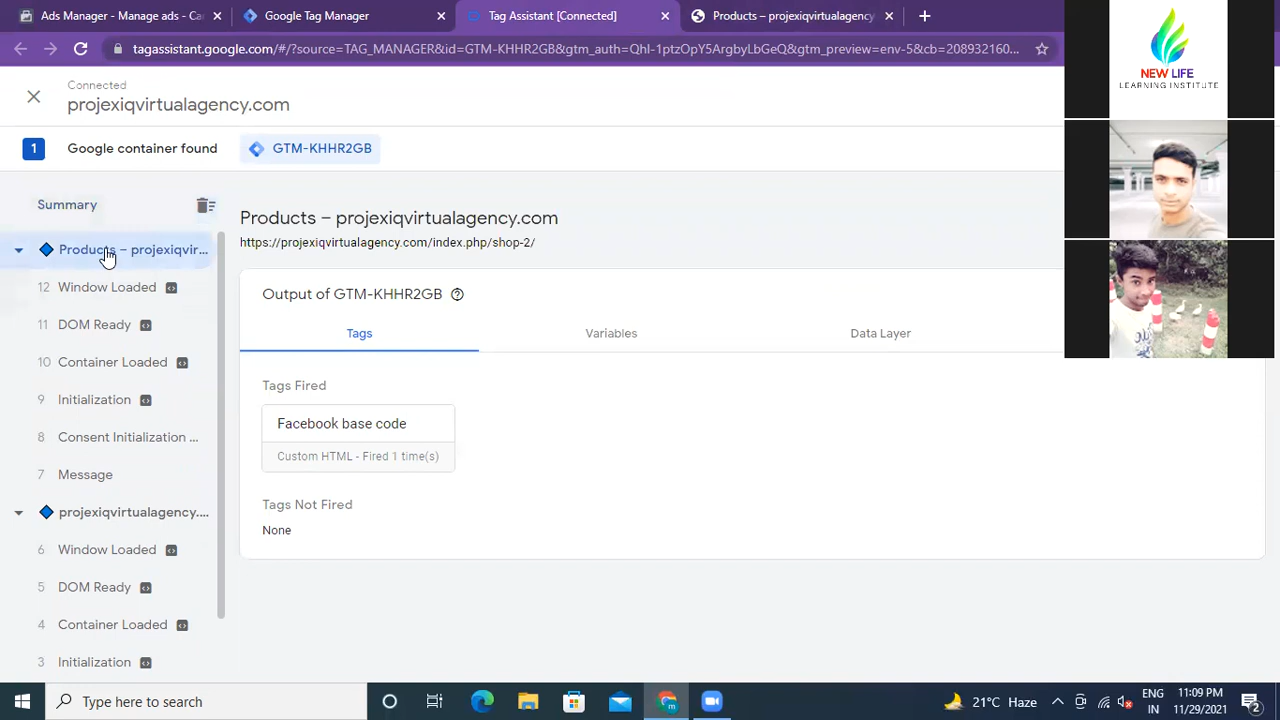 Ads Manager - Manage ads - Ca
Google Tag Manager
Tag Assistant [Connected]
Products – projexiqvirtualagency
tagassistant.google.com/#/?source=TAG_MANAGER&id=GTM-KHHR2GB&gtm_auth=QhI-1ptzOpY5ArgbyLbGeQ&gtm_preview=env-5&cb=208932160...
Connected
projexiqvirtualagency.com
1
Google container found
GTM-KHHR2GB
Summary
Products – projexiqvir...
12 Window Loaded
11 DOM Ready
10 Container Loaded
9 Initialization
8 Consent Initialization ...
7 Message
projexiqvirtualagency....
6 Window Loaded
5 DOM Ready
4 Container Loaded
3 Initialization
Products – projexiqvirtualagency.com
https://projexiqvirtualagency.com/index.php/shop-2/
Output of GTM-KHHR2GB
Tags
Variables
Data Layer
Tags Fired
Facebook base code
Custom HTML - Fired 1 time(s)
Tags Not Fired
None
NEW LIFE
LEARNING INSTITUTE
Type here to search
21°C Haze
ENG
IN
11:09 PM
11/29/2021
2